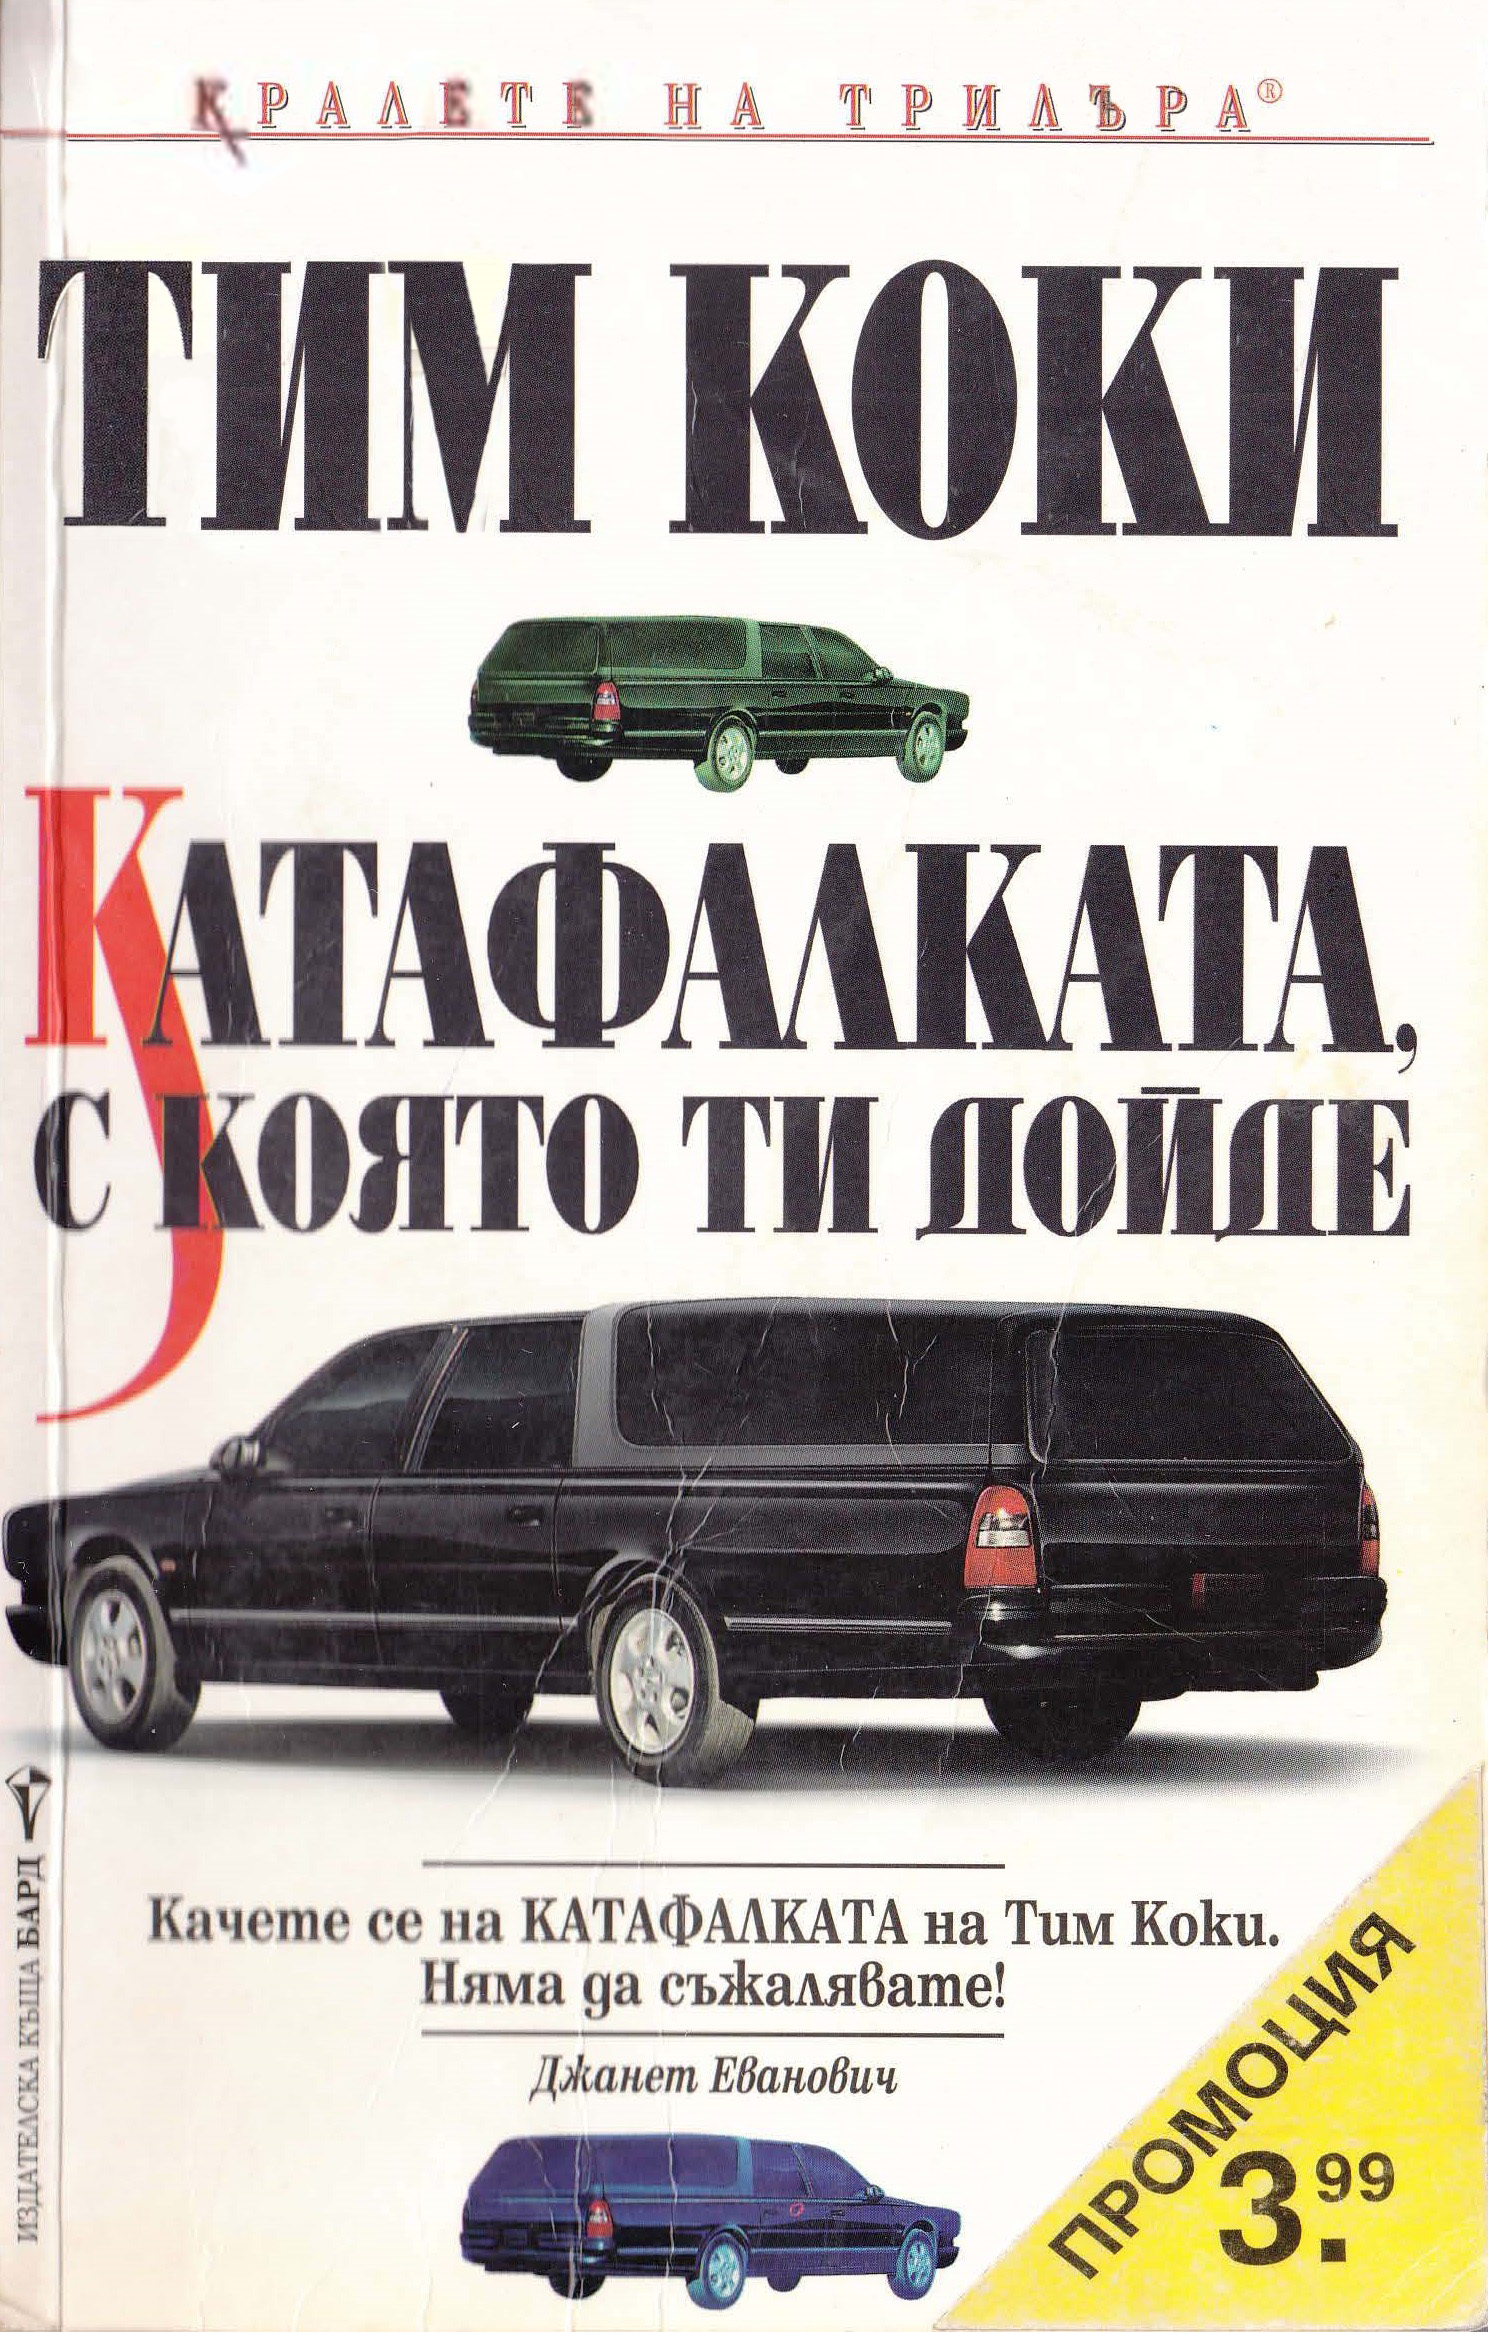 КРАЛЕТЕ НА ТРИЛЪРА®
ТИМ КОКИ
КАТАФАЛКАТА,
С КОЯТО ТИ ДОЙДЕ
Качете се на КАТАФАЛКАТА на Тим Коки.
Няма да съжалявате!
Джанет Еванович
ПРОМОЦИЯ
3.99
ИЗДАТЕЛСКА КЪЩА БАРД